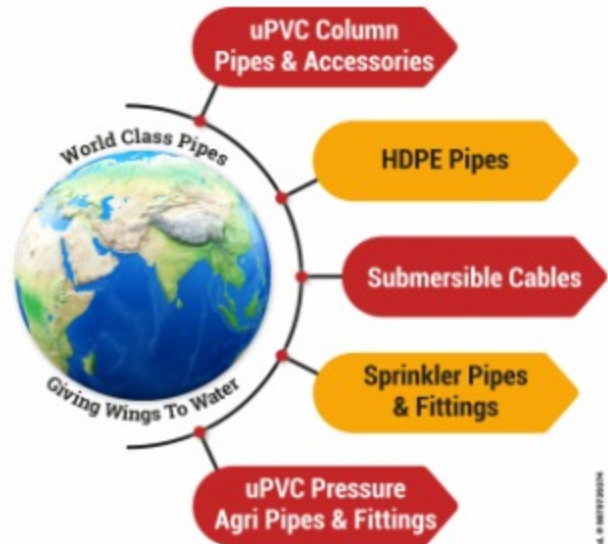 uPVC Column
Pipes & Accessories
World Class Pipes
HDPE Pipes
Submersible Cables
Giving Wings To Water
Sprinkler Pipes
& Fittings
uPVC Pressure
Agri Pipes & Fittings